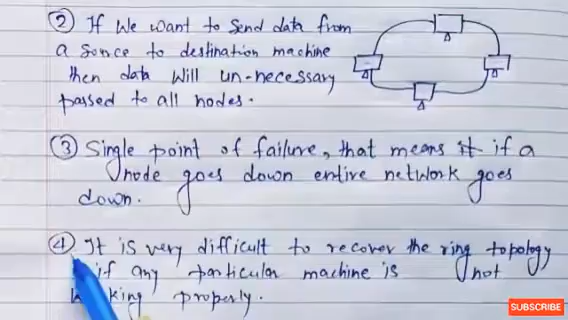 ② If We want to send data from
a source to destination machine
then data will un-necessary
passed to all nodes.
③ Single point of failure, that means it if a
node goes down entire network goes
down.
④ It is very difficult to recover the ring topology
if any particular machine is not
king properly.
SUBSCRIBE